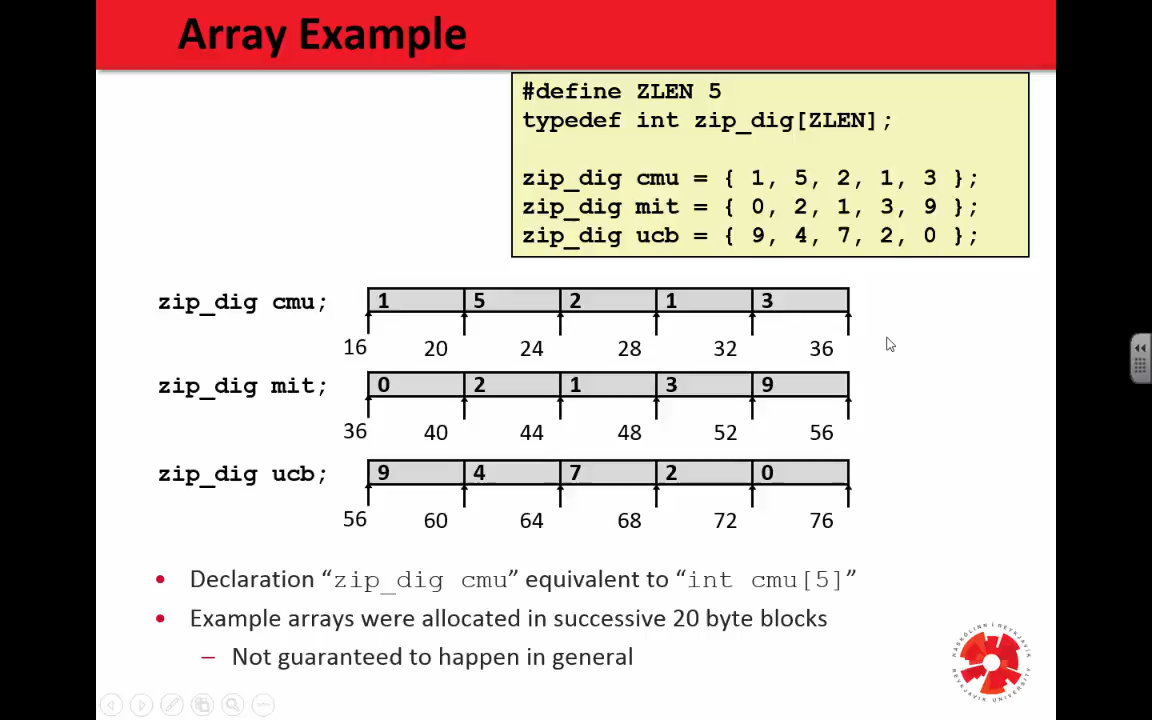 Array Example
#define ZLEN 5
typedef int zip_dig[ZLEN];
zip_dig cmu = { 1, 5, 2, 1, 3 };
zip_dig mit = { 0, 2, 1, 3, 9 };
zip_dig ucb = { 9, 4, 7, 2, 0 };
zip_dig cmu; 1 5 2 1 3
16 20 24 28 32 36
zip_dig mit; 0 2 1 3 9
36 40 44 48 52 56
zip_dig ucb; 9 4 7 2 0
56 60 64 68 72 76
• Declaration “zip_dig cmu” equivalent to “int cmu[5]”
• Example arrays were allocated in successive 20 byte blocks
– Not guaranteed to happen in general
HÁSKÓLINN Í REYKJAVÍK
REYKJAVIK UNIVERSITY